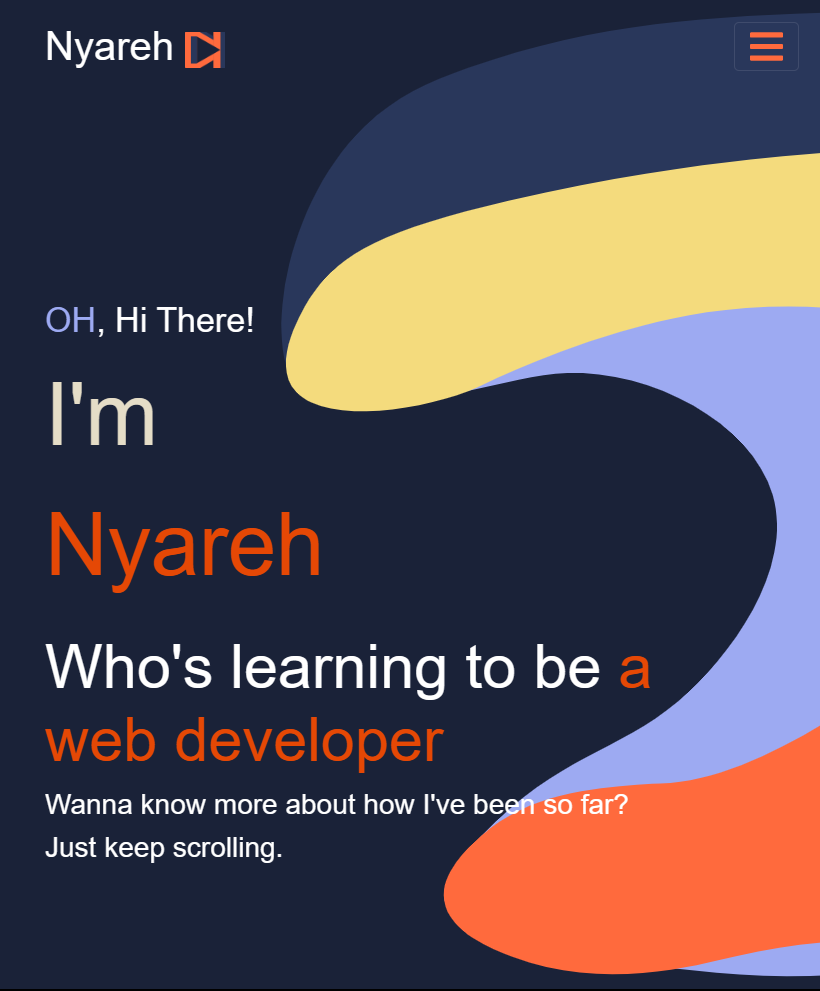 Nyareh
OH, Hi There!
I'm
Nyareh
Who's learning to be a
web developer
Wanna know more about how I've been so far?
Just keep scrolling.